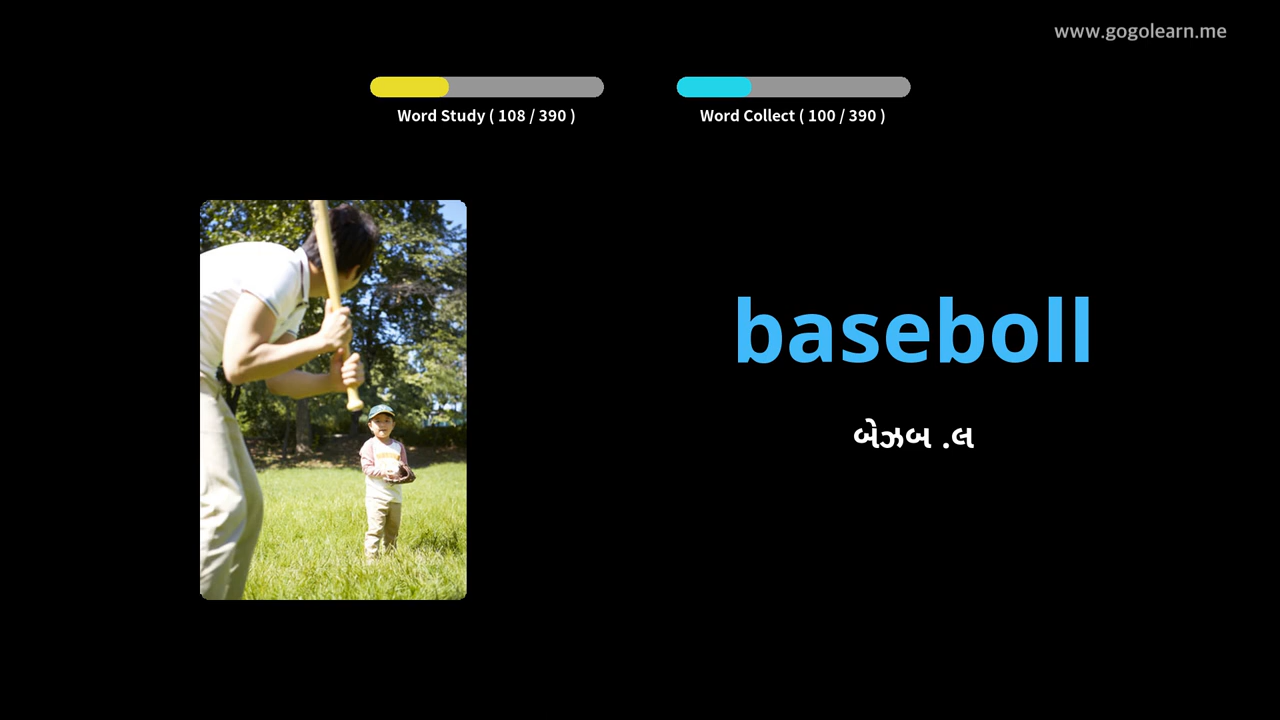 www.gogolearn.me
Word Study ( 108 / 390 )
Word Collect ( 100 / 390 )
baseboll
બેઝબ .લ